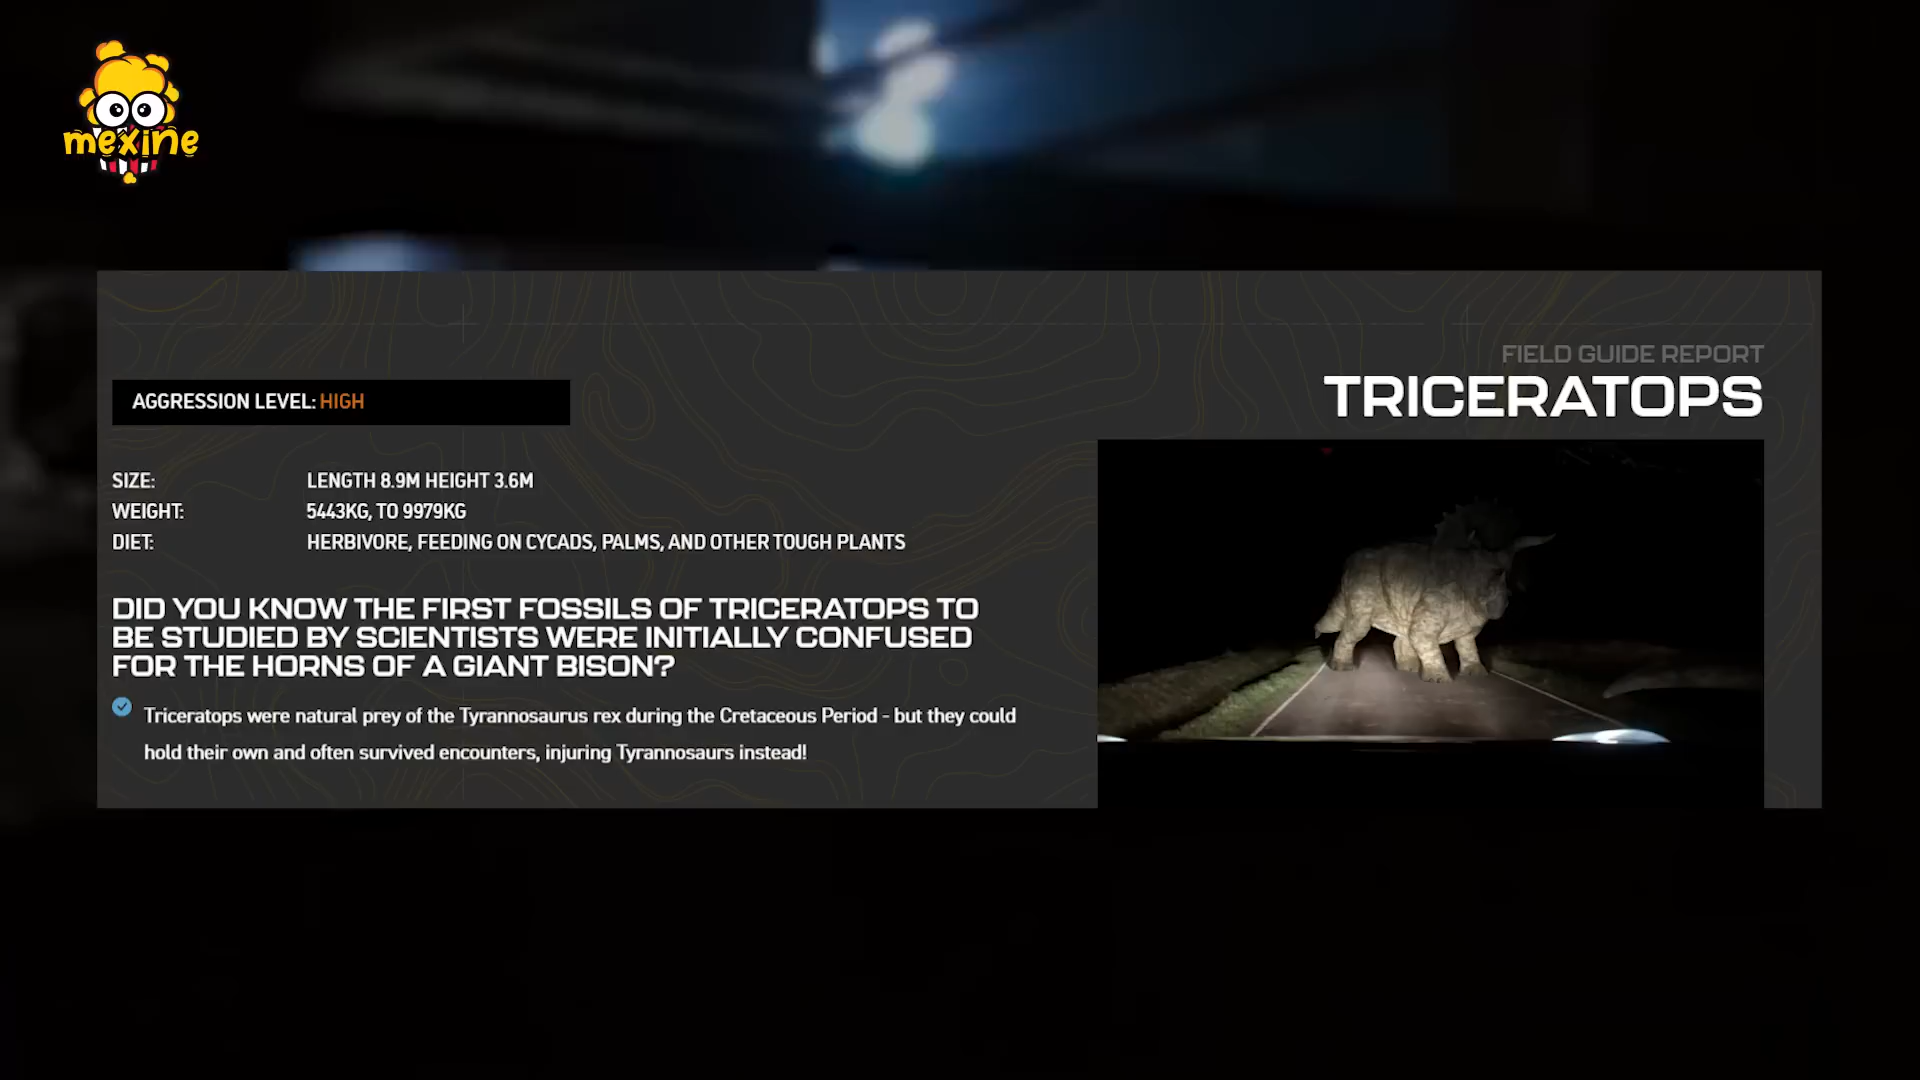 mexine
FIELD GUIDE REPORT
TRICERATOPS
AGGRESSION LEVEL: HIGH
SIZE: LENGTH 8.9M HEIGHT 3.6M
WEIGHT: 5443KG, TO 9979KG
DIET: HERBIVORE, FEEDING ON CYCADS, PALMS, AND OTHER TOUGH PLANTS
DID YOU KNOW THE FIRST FOSSILS OF TRICERATOPS TO
BE STUDIED BY SCIENTISTS WERE INITIALLY CONFUSED
FOR THE HORNS OF A GIANT BISON?
Triceratops were natural prey of the Tyrannosaurus rex during the Cretaceous Period - but they could
hold their own and often survived encounters, injuring Tyrannosaurs instead!